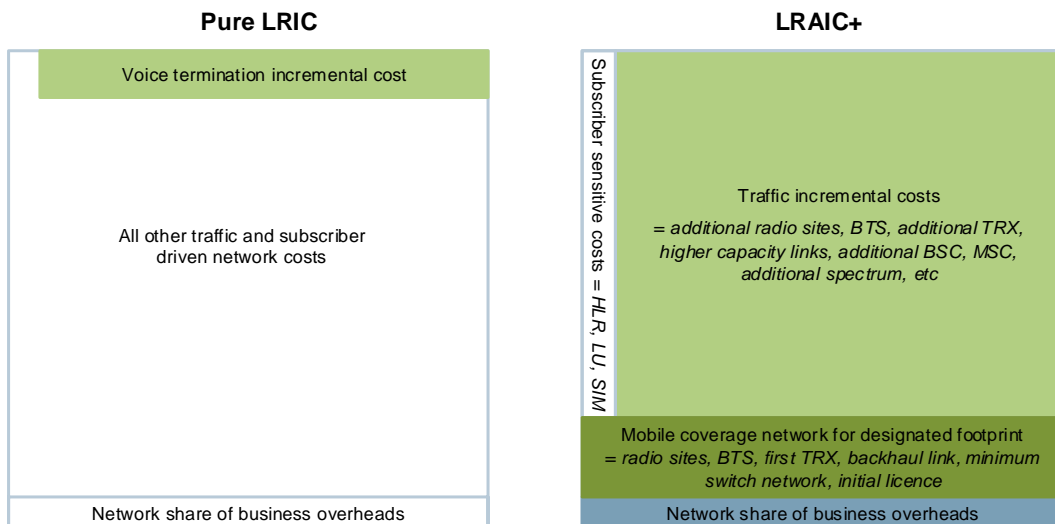 Pure LRIC
Voice termination incremental cost
All other traffic and subscriber
driven network costs
Network share of business overheads
LRAIC+
Subscriber sensitive costs = HLR, LU, SIM
Traffic incremental costs
= additional radio sites, BTS, additional TRX,
higher capacity links, additional BSC, MSC,
additional spectrum, etc
Mobile coverage network for designated footprint
= radio sites, BTS, first TRX, backhaul link, minimum
switch network, initial licence
Network share of business overheads